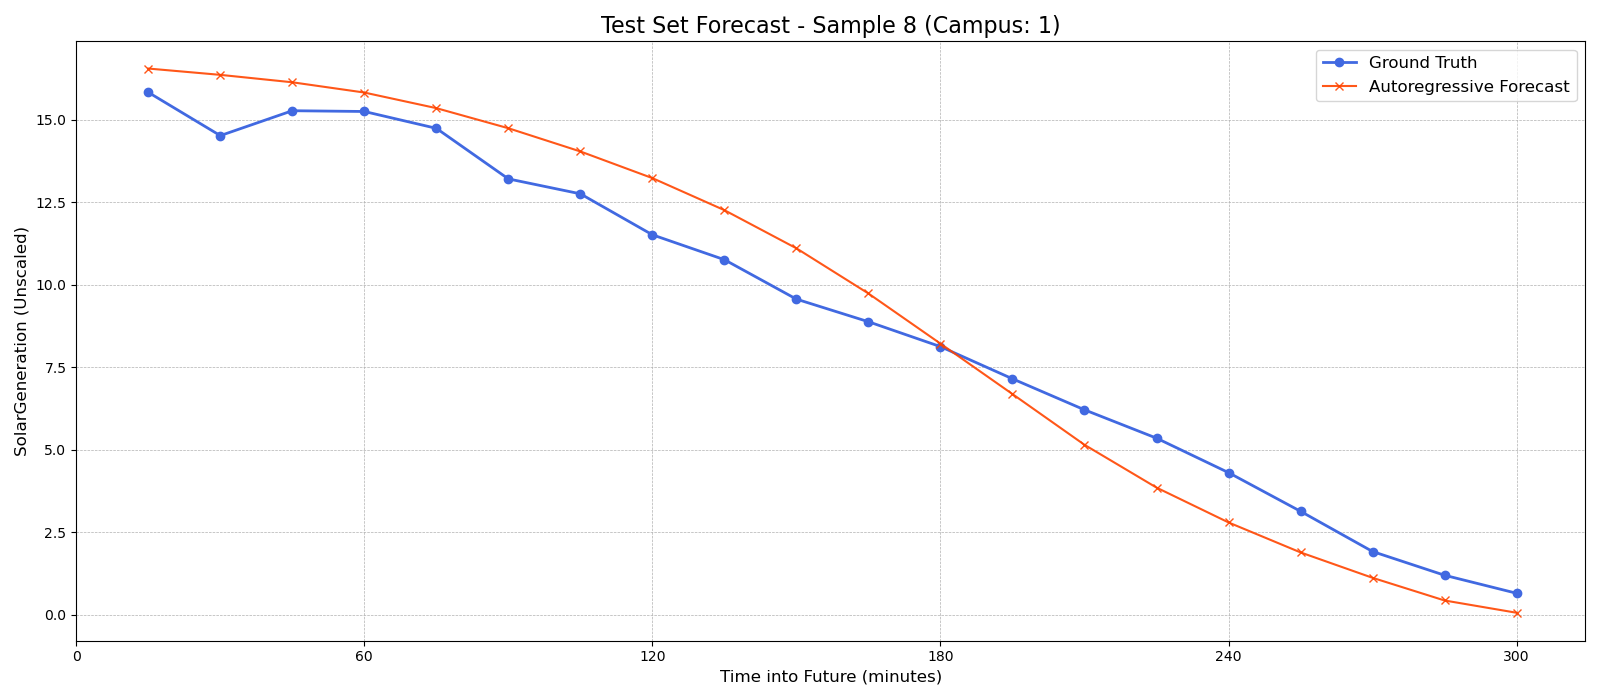 Test Set Forecast - Sample 8 (Campus: 1)
Ground Truth
Autoregressive Forecast
SolarGeneration (Unscaled)
15.0
12.5
10.0
7.5
5.0
2.5
0.0
0 60 120 180 240 300
Time into Future (minutes)